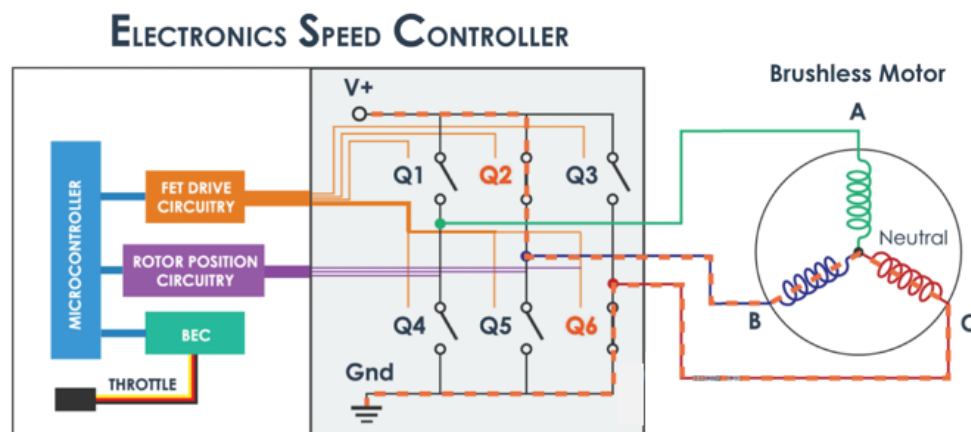 ELECTRONICS SPEED CONTROLLER
Brushless Motor
V+
A
Q1
Q2
Q3
MICROCONTROLLER
FET DRIVE
CIRCUITRY
Neutral
ROTOR POSITION
CIRCUITRY
B
C
Q4
Q5
Q6
BEC
Gnd
THROTTLE